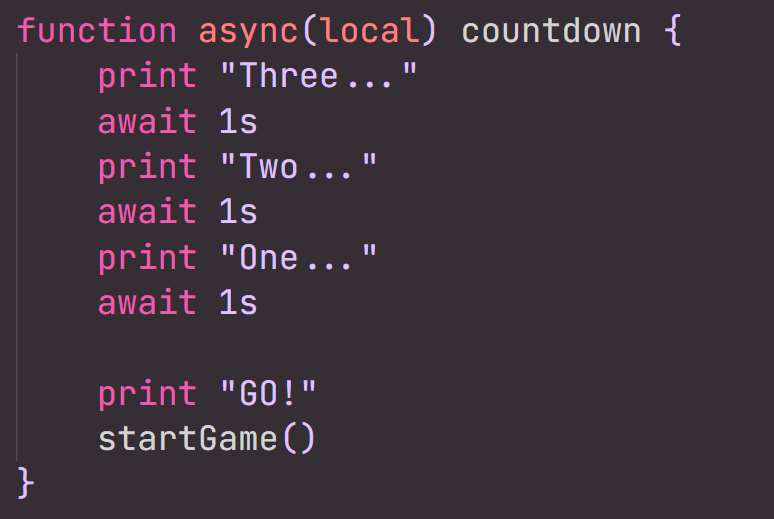 function async(local) countdown {
    print "Three..."
    await 1s
    print "Two..."
    await 1s
    print "One..."
    await 1s

    print "GO!"
    startGame()
}